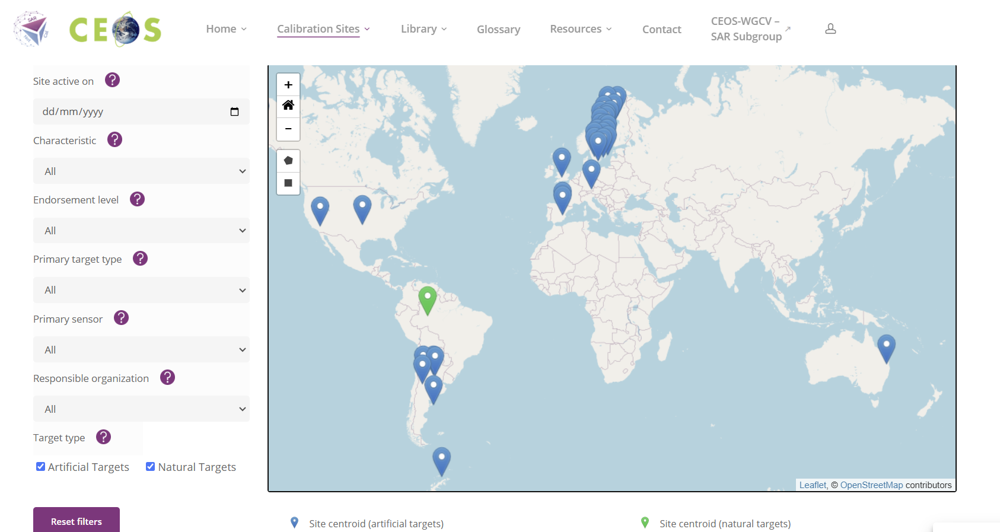 SAR
CEOS
Home
Calibration Sites
Library
Glossary
Resources
Contact
CEOS-WGCV –
SAR Subgroup
Site active on ?
dd/mm/yyyy
Characteristic ?
All
Endorsement level ?
All
Primary target type ?
All
Primary sensor ?
All
Responsible organization ?
All
Target type ?
Artificial Targets Natural Targets
Reset filters
+
−
Leaflet, © OpenStreetMap contributors
Site centroid (artificial targets)
Site centroid (natural targets)